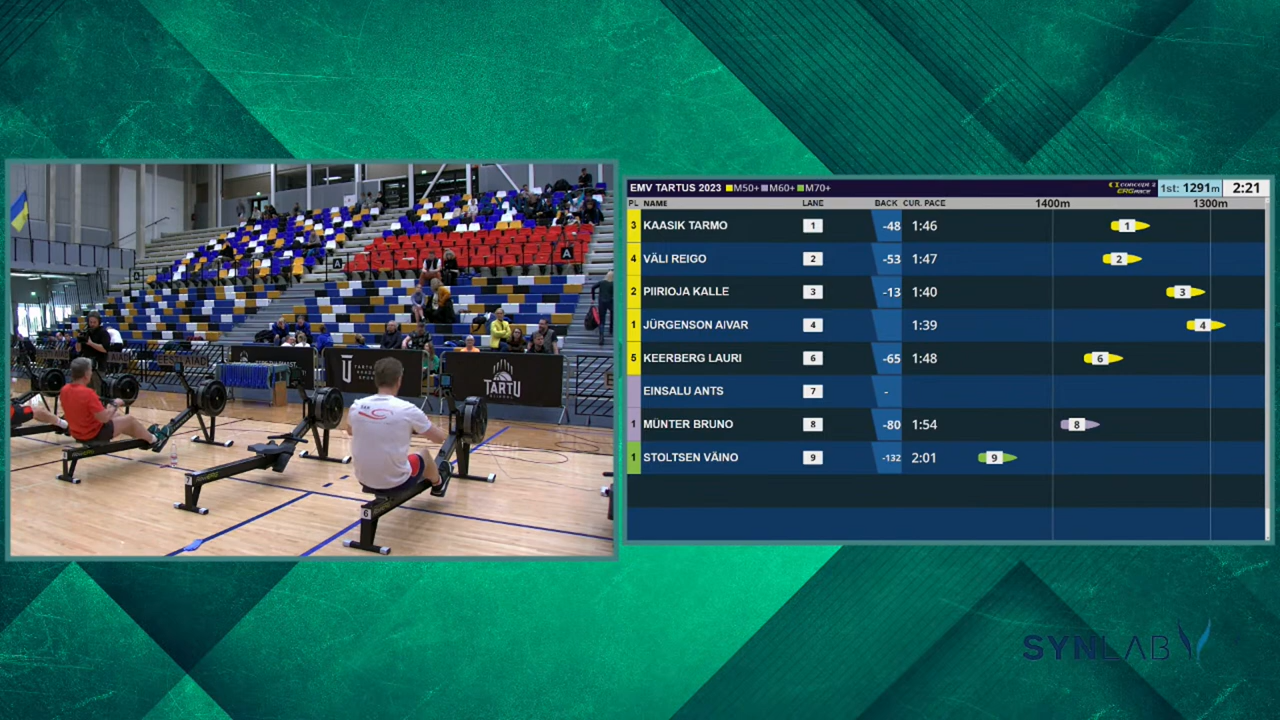 EMV TARTUS 2023 M50+ M60+ M70+ concept 2 1st: 1291m 2:21
PL NAME LANE BACK CUR. PACE 1400m 1300m
3 KAASIK TARMO 1 -48 1:46 1
4 VÄLI REIGO 2 -53 1:47 2
2 PIIRIOJA KALLE 3 -13 1:40 3
1 JÜRGENSON AIVAR 4 1:39 4
5 KEERBERG LAURI 6 -65 1:48 6
EINSALU ANTS 7 -
1 MÜNTER BRUNO 8 -80 1:54 8
1 STOLTSEN VÄINO 9 -132 2:01 9
A
A
A
TARTU
7
6
SYNLAB